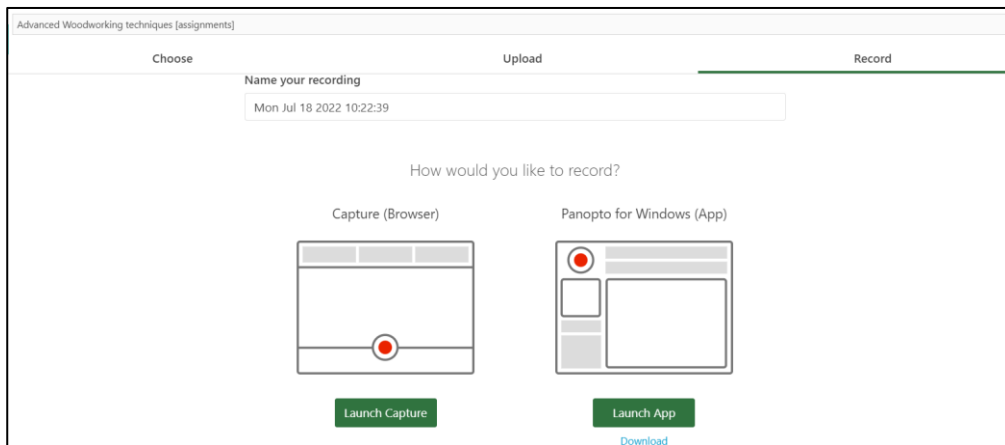 Advanced Woodworking techniques [assignments]
Choose Upload Record
Name your recording
Mon Jul 18 2022 10:22:39
How would you like to record?
Capture (Browser) Panopto for Windows (App)
Launch Capture Launch App
Download